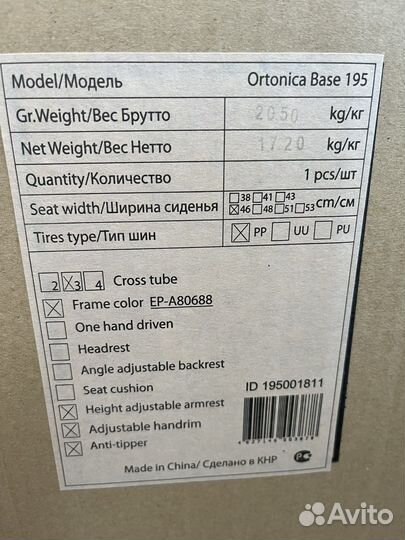 Model/Модель Ortonica Base 195
Gr.Weight/Вес Брутто 20.50 kg/кг
Net Weight/Вес Нетто 17.20 kg/кг
Quantity/Количество 1 pcs/шт
Seat width/Ширина сиденья 38 41 43 46 48 51 53 cm/см
Tires type/Тип шин PP UU PU
2 3 4 Cross tube
Frame color EP-A80688
One hand driven
Headrest
Angle adjustable backrest
Seat cushion
ID 195001811
Height adjustable armrest
Adjustable handrim
Anti-tipper
Made in China/ Сделано в КНР
Avito